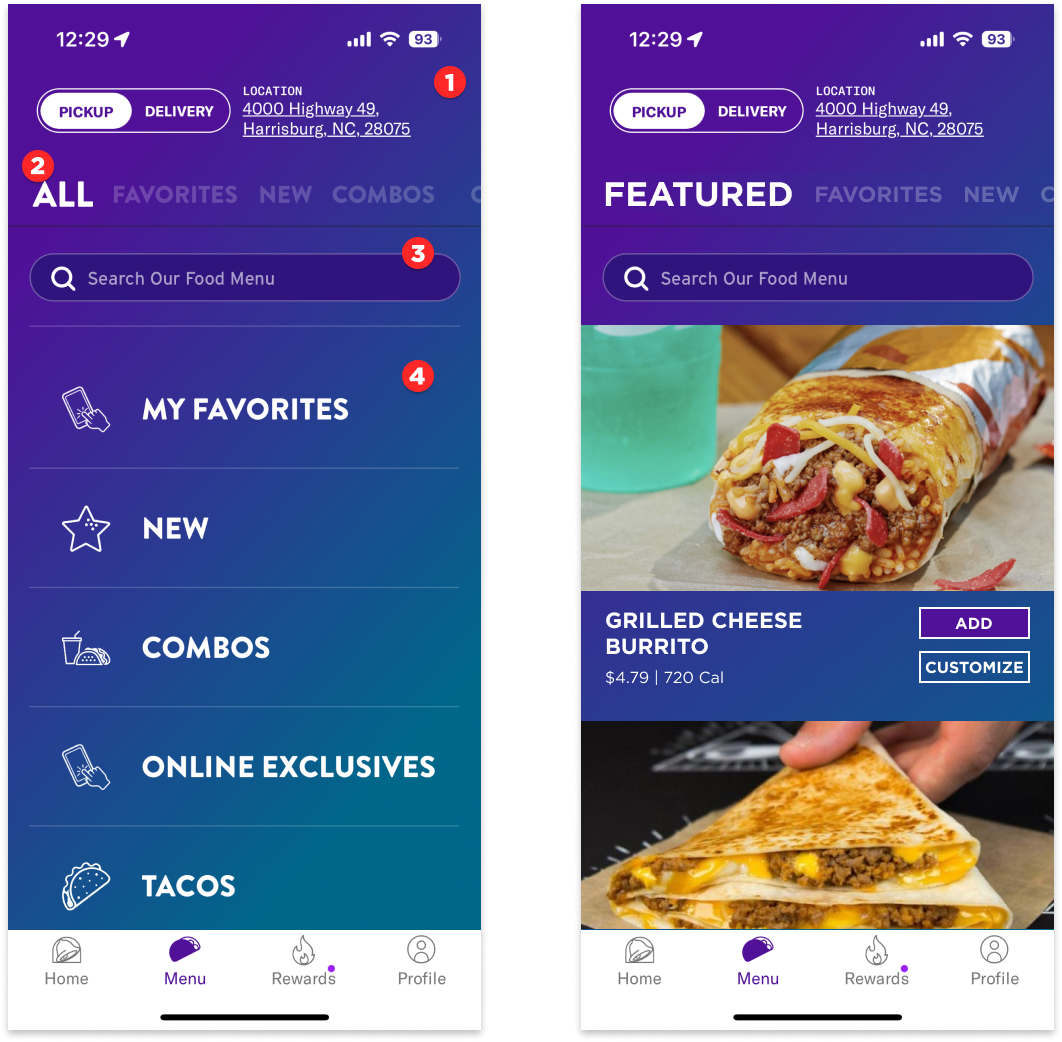 12:29
93
1
PICKUP
DELIVERY
LOCATION
4000 Highway 49,
Harrisburg, NC, 28075
2
ALL FAVORITES NEW COMBOS
3
Search Our Food Menu
4
MY FAVORITES
NEW
COMBOS
ONLINE EXCLUSIVES
TACOS
Home
Menu
Rewards
Profile
12:29
93
PICKUP
DELIVERY
LOCATION
4000 Highway 49,
Harrisburg, NC, 28075
FEATURED FAVORITES NEW
Search Our Food Menu
GRILLED CHEESE
BURRITO
$4.79 | 720 Cal
ADD
CUSTOMIZE
Home
Menu
Rewards
Profile